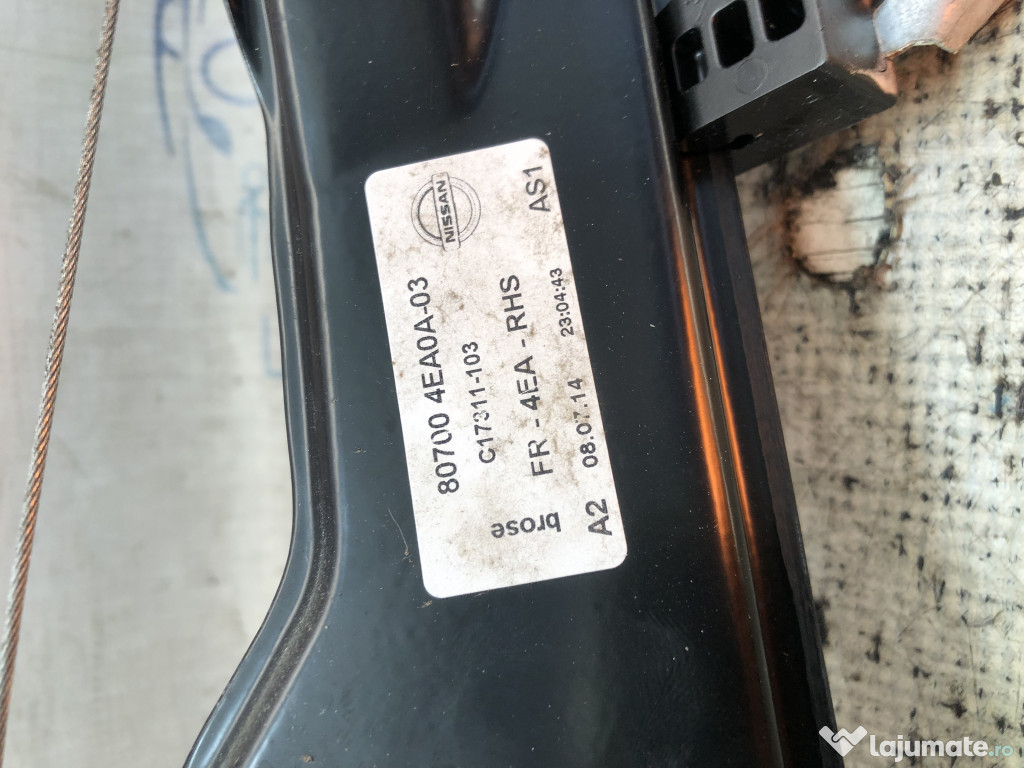 NISSAN
80700 4EA0A-03
C17311-103
FR - 4EA - RHS AS1
brose
A2 08.07.14 23:04:43
lajumate.ro